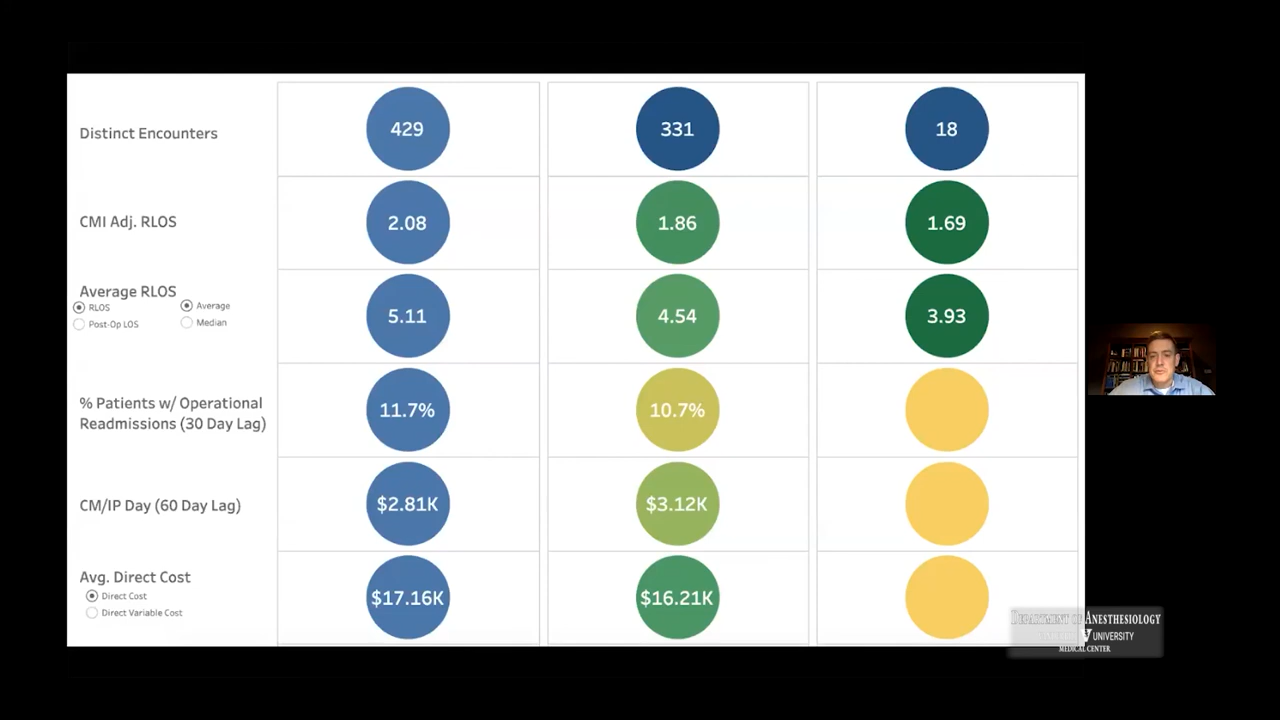 Distinct Encounters
429
331
18
CMI Adj. RLOS
2.08
1.86
1.69
Average RLOS
RLOS
Average
Post-Op LOS
Median
5.11
4.54
3.93
% Patients w/ Operational
Readmissions (30 Day Lag)
11.7%
10.7%
CM/IP Day (60 Day Lag)
$2.81K
$3.12K
Avg. Direct Cost
Direct Cost
Direct Variable Cost
$17.16K
$16.21K
DEPARTMENT OF ANESTHESIOLOGY
UNIVERSITY
MEDICAL CENTER